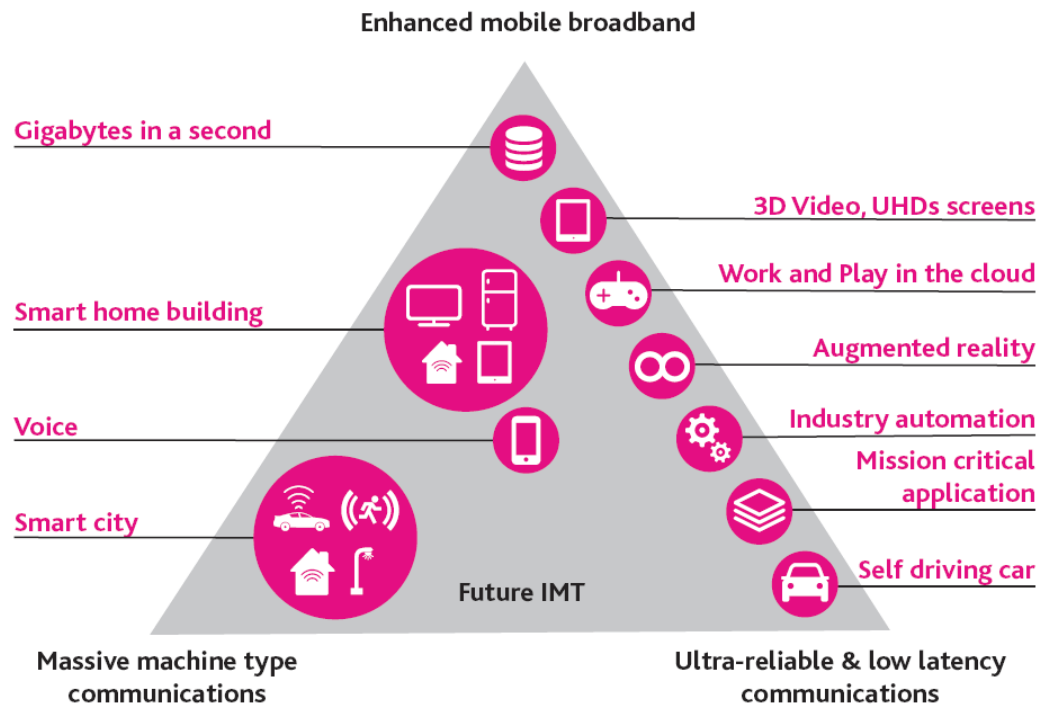 Enhanced mobile broadband
Gigabytes in a second
3D Video, UHDs screens
Work and Play in the cloud
Smart home building
Augmented reality
Industry automation
Voice
Mission critical
application
Smart city
Self driving car
Future IMT
Massive machine type
communications
Ultra-reliable & low latency
communications